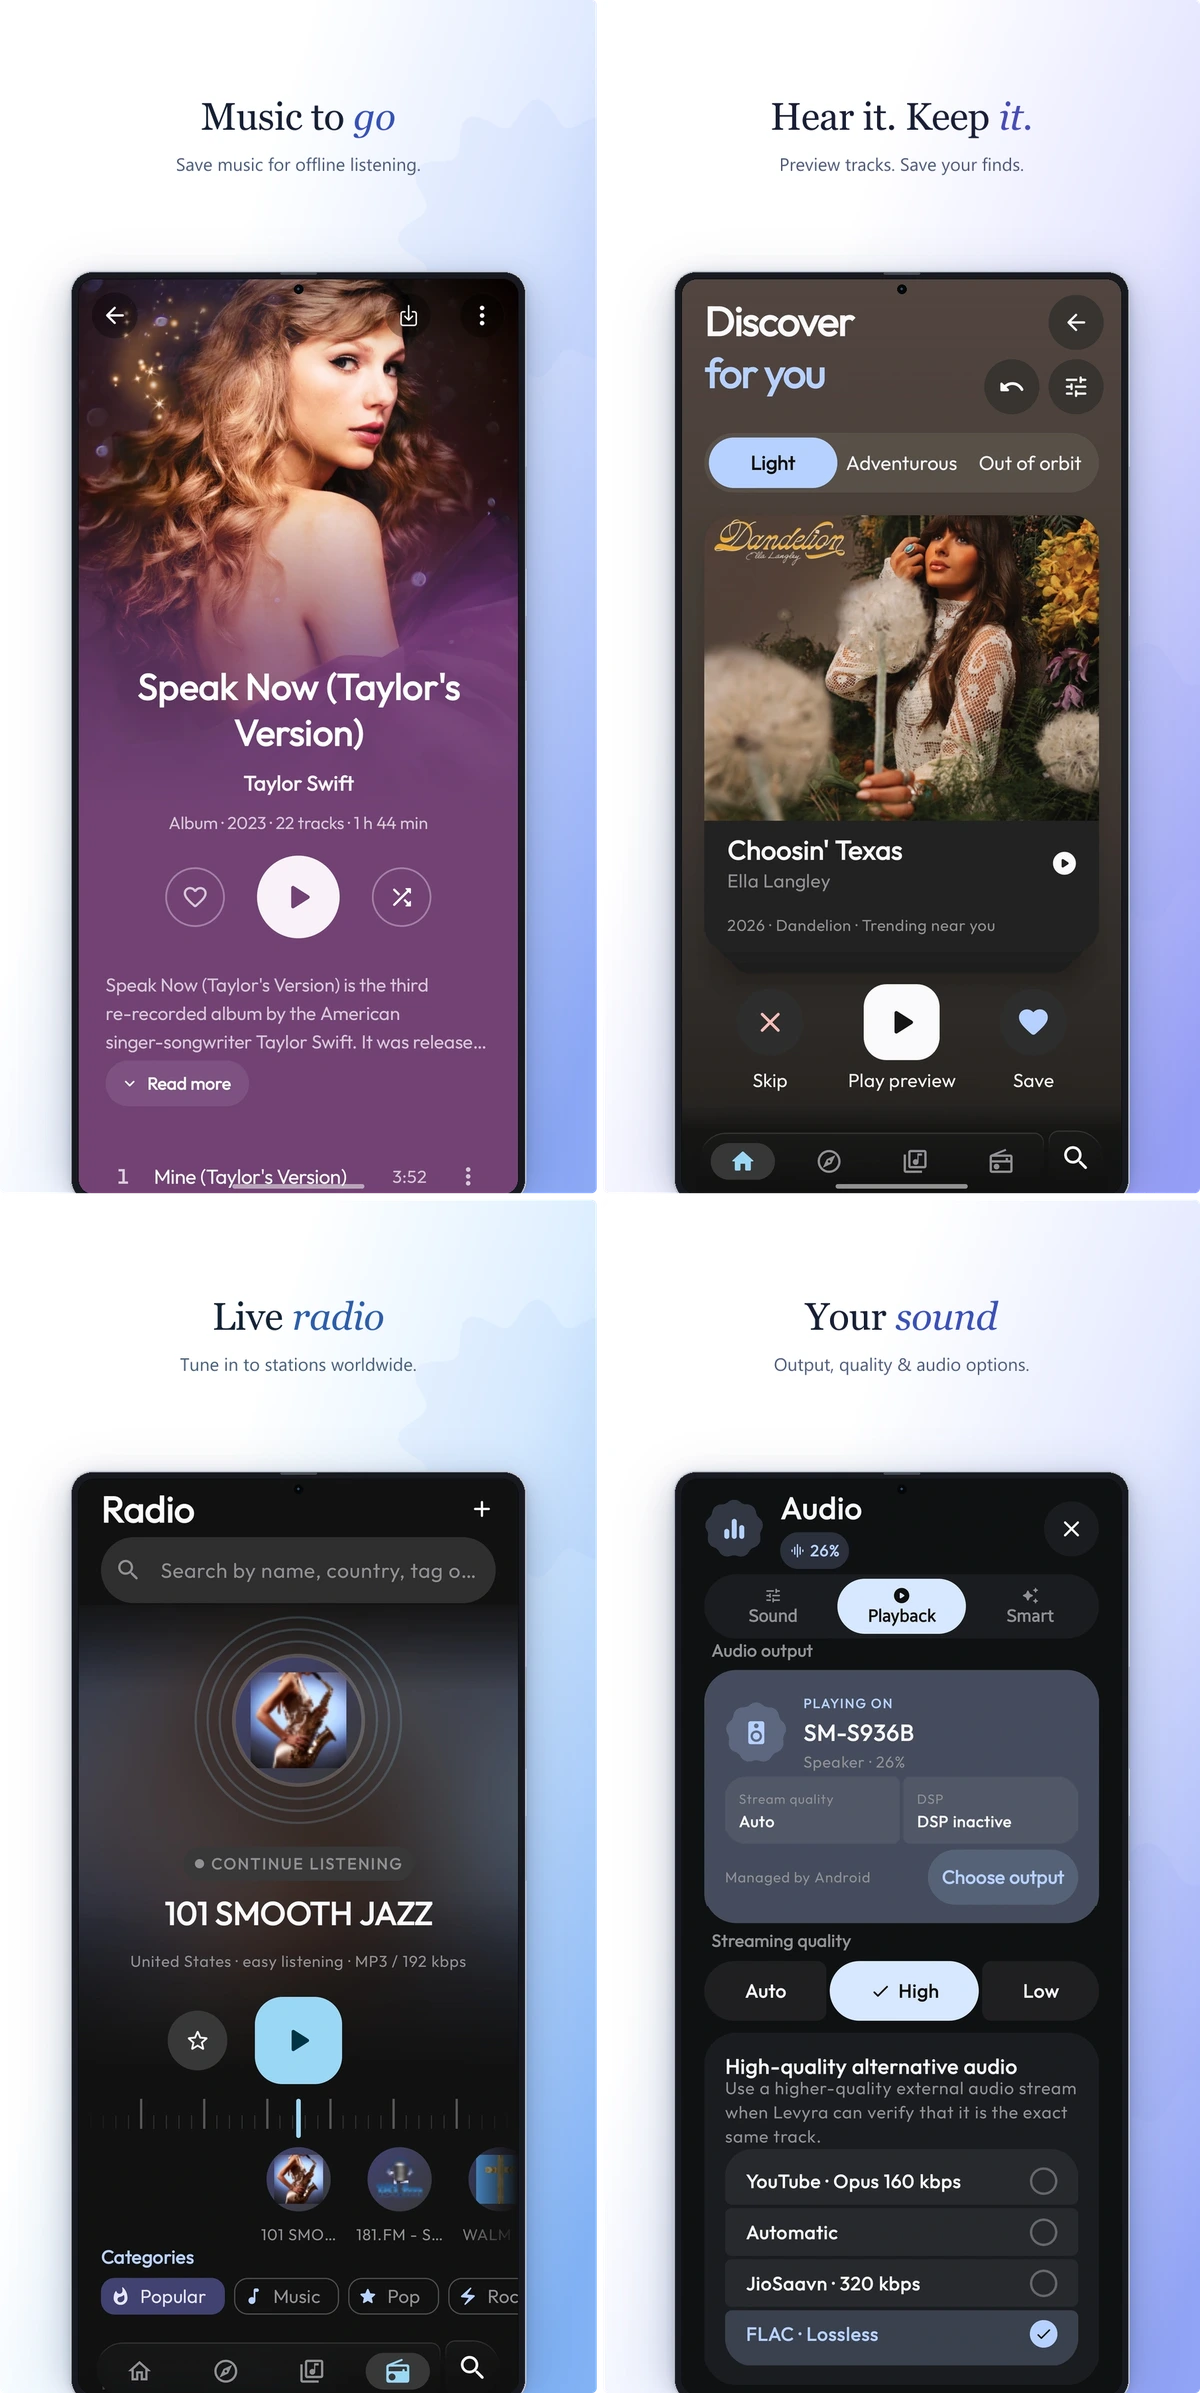 Music to go
Save music for offline listening.
Speak Now (Taylor's
Version)
Taylor Swift
Album · 2023 · 22 tracks · 1 h 44 min
Speak Now (Taylor's Version) is the third
re-recorded album by the American
singer-songwriter Taylor Swift. It was release...
Read more
1 Mine (Taylor's Version) 3:52
Hear it. Keep it.
Preview tracks. Save your finds.
Discover
for you
Light Adventurous Out of orbit
Dandelion
Ella Langley
Choosin' Texas
Ella Langley
2026 · Dandelion · Trending near you
Skip Play preview Save
Live radio
Tune in to stations worldwide.
Radio
Search by name, country, tag o...
CONTINUE LISTENING
101 SMOOTH JAZZ
United States · easy listening · MP3 / 192 kbps
101 SMO... 181.FM - S... WALM
Categories
Popular Music Pop Roc
Your sound
Output, quality & audio options.
Audio
26%
Sound Playback Smart
Audio output
PLAYING ON
SM-S936B
Speaker · 26%
Stream quality DSP
Auto DSP inactive
Managed by Android Choose output
Streaming quality
Auto High Low
High-quality alternative audio
Use a higher-quality external audio stream
when Levyra can verify that it is the exact
same track.
YouTube · Opus 160 kbps
Automatic
JioSaavn · 320 kbps
FLAC · Lossless